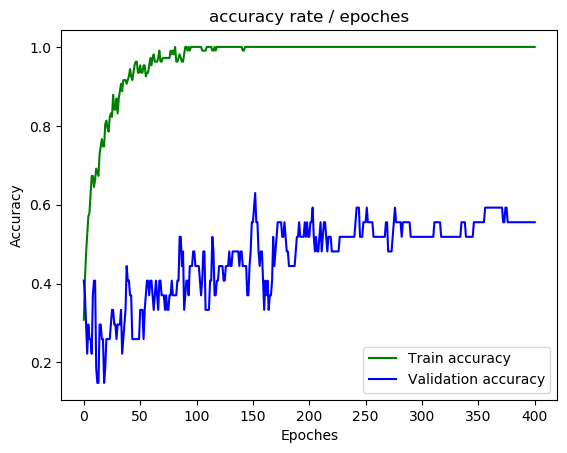 accuracy rate / epoches
Accuracy
1.0
0.8
0.6
0.4
0.2
Train accuracy
Validation accuracy
0 50 100 150 200 250 300 350 400
Epoches